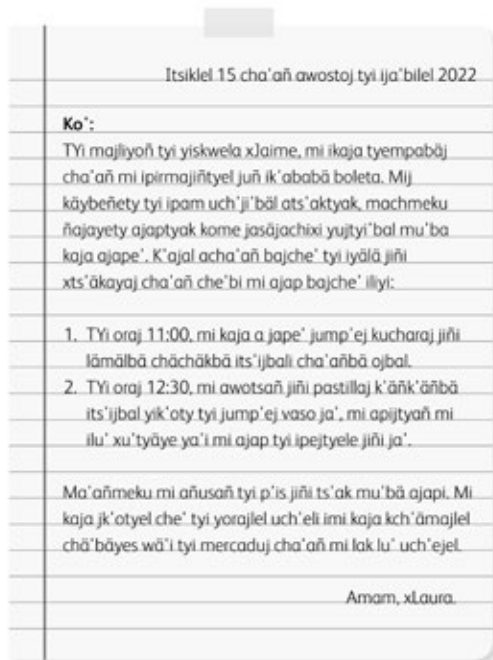 Itsiklel 15 cha'añ awostoj tyi ija'bilel 2022
Ko':
TYi majliyoñ tyi yiskwela xJaime, mi ikaja tyempabäj
cha'añ mi ipirmajiñtyel juñ ik'ababä boleta. Mij
käybeñety tyi ipam uch'ji'bäl ats'aktyak, machmeku
ñajayety ajaptyak kome jasäjachixi yujtyi'bal mu'ba
kaja ajape'. K'ajal acha'añ bajche' tyi iyälä jiñi
xts'äkayaj cha'añ che'bi mi ajap bajche' iliyi:
1. TYi oraj 11:00, mi kaja a jape' jump'ej kucharaj jiñi
lämälbä chächäkbä its'ijbali cha'añbä ojbal.
2. TYi oraj 12:30, mi awotsañ jiñi pastillaj k'äñk'äñbä
its'ijbal yik'oty tyi jump'ej vaso ja', mi apijtyañ mi
ilu' xu'tyäye ya'i mi ajap tyi ipejtyele jiñi ja'.
Ma'añmeku mi añusañ tyi p'is jiñi ts'ak mu'bä ajapi. Mi
kaja jk'otyel che' tyi yorajlel uch'eli imi kaja kch'ämajlel
chä'bäyes wä'i tyi mercaduj cha'añ mi lak lu' uch'ejel.
Amam, xLaura.